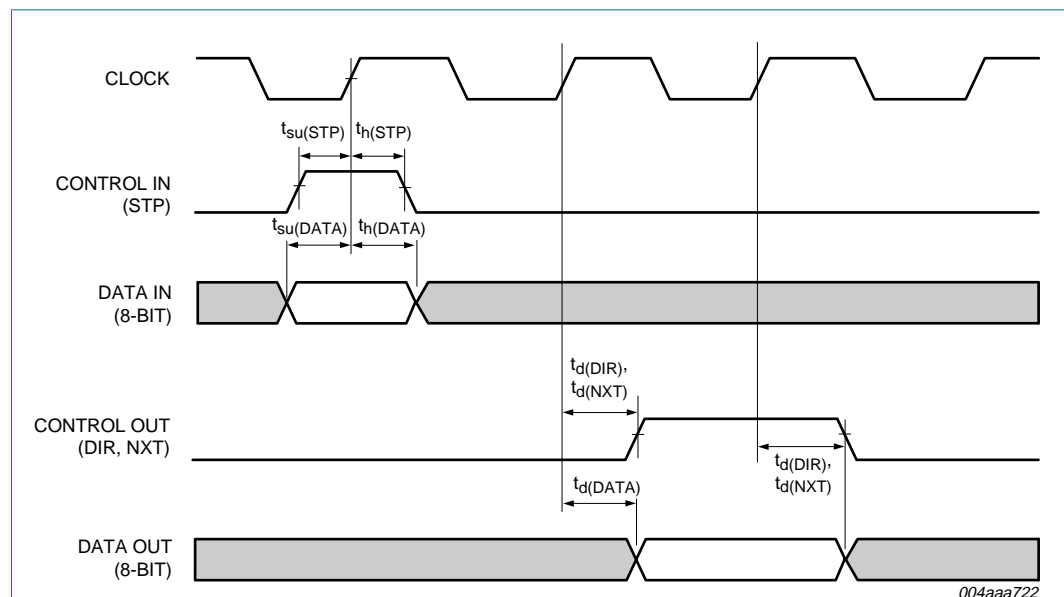 CLOCK
tsu(STP) th(STP)
CONTROL IN
(STP)
tsu(DATA) th(DATA)
DATA IN
(8-BIT)
td(DIR),
td(NXT)
CONTROL OUT
(DIR, NXT)
td(DIR),
td(NXT)
td(DATA)
DATA OUT
(8-BIT)
004aaa722